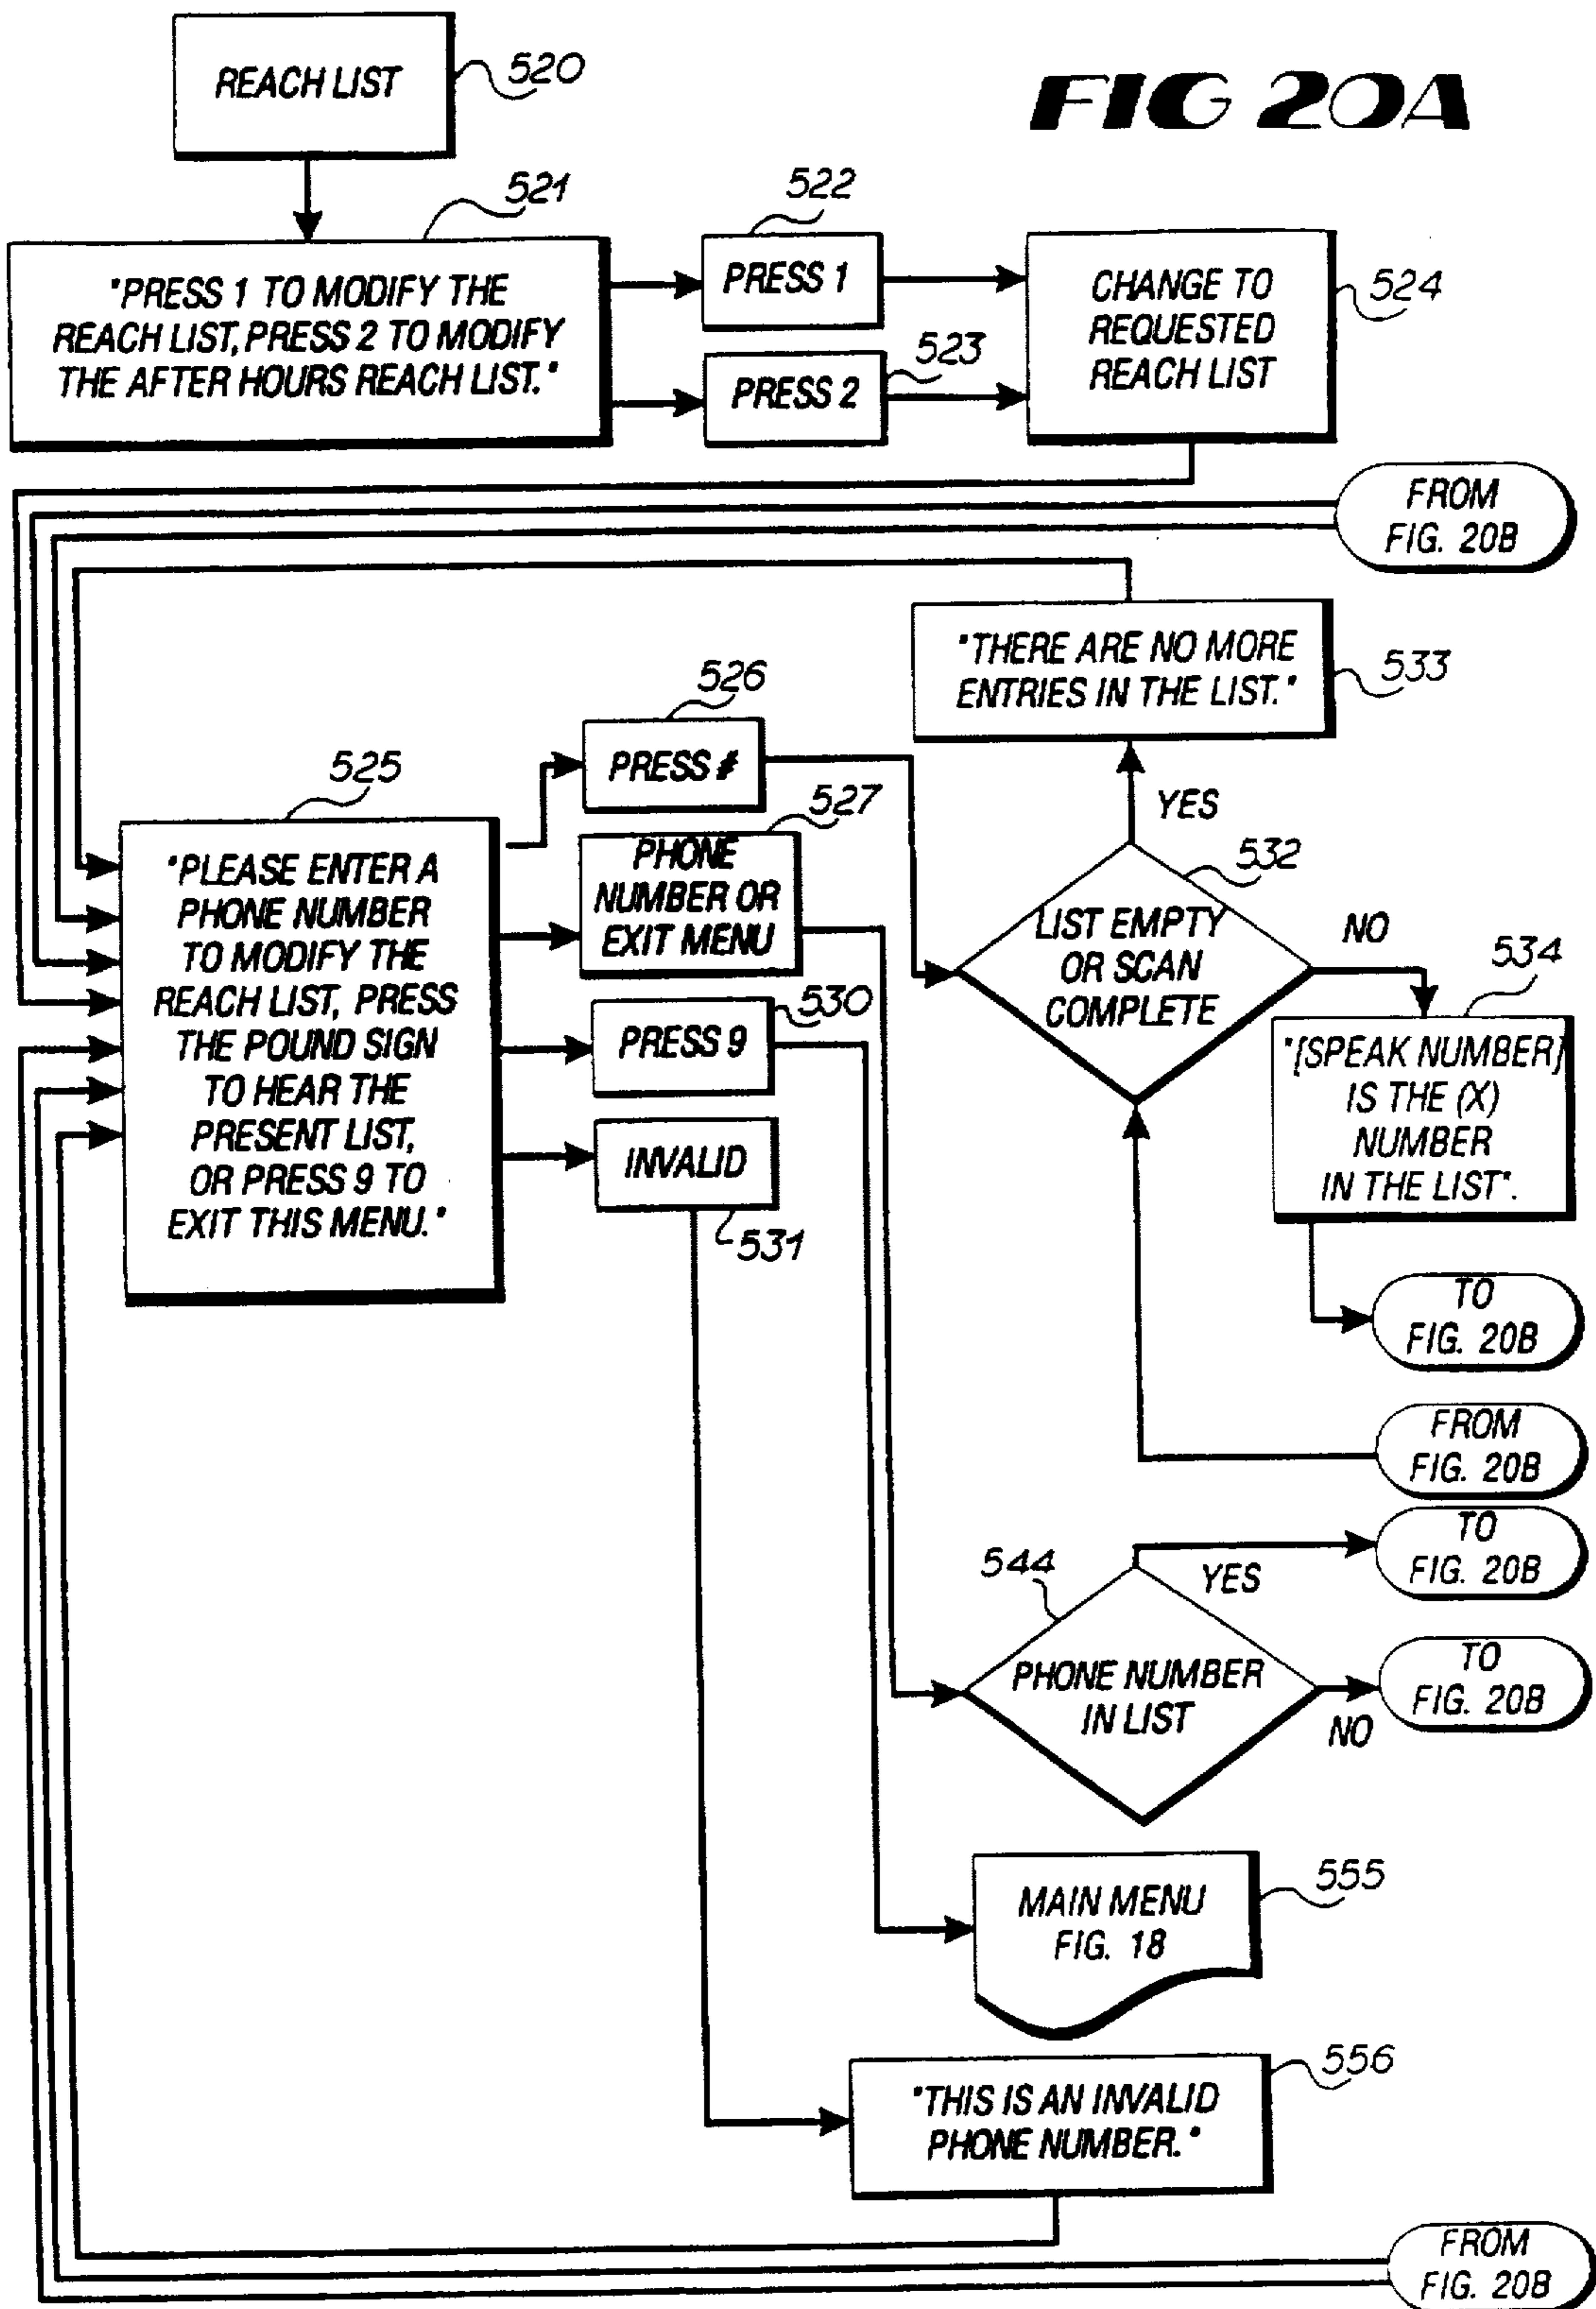 FIG 20A
REACH LIST
520
521
"PRESS 1 TO MODIFY THE
REACH LIST, PRESS 2 TO MODIFY
THE AFTER HOURS REACH LIST."
522
PRESS 1
523
PRESS 2
524
CHANGE TO
REQUESTED
REACH LIST
FROM
FIG. 20B
"THERE ARE NO MORE
ENTRIES IN THE LIST."
533
525
"PLEASE ENTER A
PHONE NUMBER
TO MODIFY THE
REACH LIST, PRESS
THE POUND SIGN
TO HEAR THE
PRESENT LIST,
OR PRESS 9 TO
EXIT THIS MENU."
526
PRESS #
527
PHONE
NUMBER OR
EXIT MENU
530
PRESS 9
INVALID
531
YES
532
LIST EMPTY
OR SCAN
COMPLETE
NO
534
"[SPEAK NUMBER]
IS THE (X)
NUMBER
IN THE LIST".
TO
FIG. 20B
FROM
FIG. 20B
TO
FIG. 20B
544
YES
PHONE NUMBER
IN LIST
TO
FIG. 20B
NO
MAIN MENU
FIG. 18
555
556
"THIS IS AN INVALID
PHONE NUMBER."
FROM
FIG. 20B